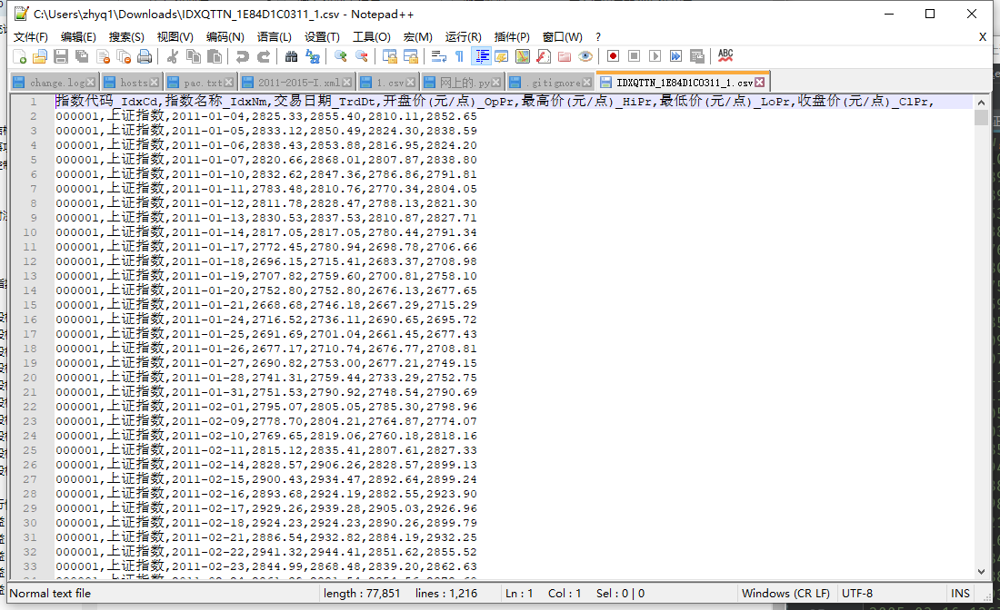 C:\Users\zhyq1\Downloads\IDXQTTN_1E84D1C0311_1.csv - Notepad++
文件(F) 编辑(E) 搜索(S) 视图(V) 编码(N) 语言(L) 设置(T) 工具(O) 宏(M) 运行(R) 插件(P) 窗口(W) ? X
change.log hosts pac.txt 2011-2015-I.xml 1.csv 网上的.py .gitignore IDXQTTN_1E84D1C0311_1.csv
1 指数代码_IdxCd,指数名称_IdxNm,交易日期_TrdDt,开盘价(元/点)_OpPr,最高价(元/点)_HiPr,最低价(元/点)_LoPr,收盘价(元/点)_ClPr,
2 000001,上证指数,2011-01-04,2825.33,2855.40,2810.11,2852.65
3 000001,上证指数,2011-01-05,2833.12,2850.49,2824.30,2838.59
4 000001,上证指数,2011-01-06,2838.43,2853.88,2816.95,2824.20
5 000001,上证指数,2011-01-07,2820.66,2868.01,2807.87,2838.80
6 000001,上证指数,2011-01-10,2832.62,2847.36,2786.86,2791.81
7 000001,上证指数,2011-01-11,2783.48,2810.76,2770.34,2804.05
8 000001,上证指数,2011-01-12,2811.78,2828.47,2788.13,2821.30
9 000001,上证指数,2011-01-13,2830.53,2837.53,2810.87,2827.71
10 000001,上证指数,2011-01-14,2817.05,2817.05,2780.44,2791.34
11 000001,上证指数,2011-01-17,2772.45,2780.94,2698.78,2706.66
12 000001,上证指数,2011-01-18,2696.15,2715.41,2683.37,2708.98
13 000001,上证指数,2011-01-19,2707.82,2759.60,2700.81,2758.10
14 000001,上证指数,2011-01-20,2752.80,2752.80,2676.13,2677.65
15 000001,上证指数,2011-01-21,2668.68,2746.18,2667.29,2715.29
16 000001,上证指数,2011-01-24,2716.52,2736.11,2690.65,2695.72
17 000001,上证指数,2011-01-25,2691.69,2701.04,2661.45,2677.43
18 000001,上证指数,2011-01-26,2677.17,2710.74,2676.77,2708.81
19 000001,上证指数,2011-01-27,2690.82,2753.00,2677.21,2749.15
20 000001,上证指数,2011-01-28,2741.31,2759.44,2733.29,2752.75
21 000001,上证指数,2011-01-31,2751.53,2790.92,2748.54,2790.69
22 000001,上证指数,2011-02-01,2795.07,2805.05,2785.30,2798.96
23 000001,上证指数,2011-02-09,2778.70,2804.21,2764.87,2774.07
24 000001,上证指数,2011-02-10,2769.65,2819.06,2760.18,2818.16
25 000001,上证指数,2011-02-11,2815.12,2835.41,2807.61,2827.33
26 000001,上证指数,2011-02-14,2828.57,2906.26,2828.57,2899.13
27 000001,上证指数,2011-02-15,2900.43,2934.47,2892.64,2899.24
28 000001,上证指数,2011-02-16,2893.68,2924.19,2882.55,2923.90
29 000001,上证指数,2011-02-17,2929.26,2939.28,2905.03,2926.96
30 000001,上证指数,2011-02-18,2924.23,2924.23,2890.26,2899.79
31 000001,上证指数,2011-02-21,2886.54,2932.82,2884.19,2932.25
32 000001,上证指数,2011-02-22,2941.32,2944.41,2851.62,2855.52
33 000001,上证指数,2011-02-23,2844.99,2868.48,2839.20,2862.63
Normal text file length : 77,851 lines : 1,216 Ln : 1 Col : 1 Sel : 0 | 0 Windows (CR LF) UTF-8 INS